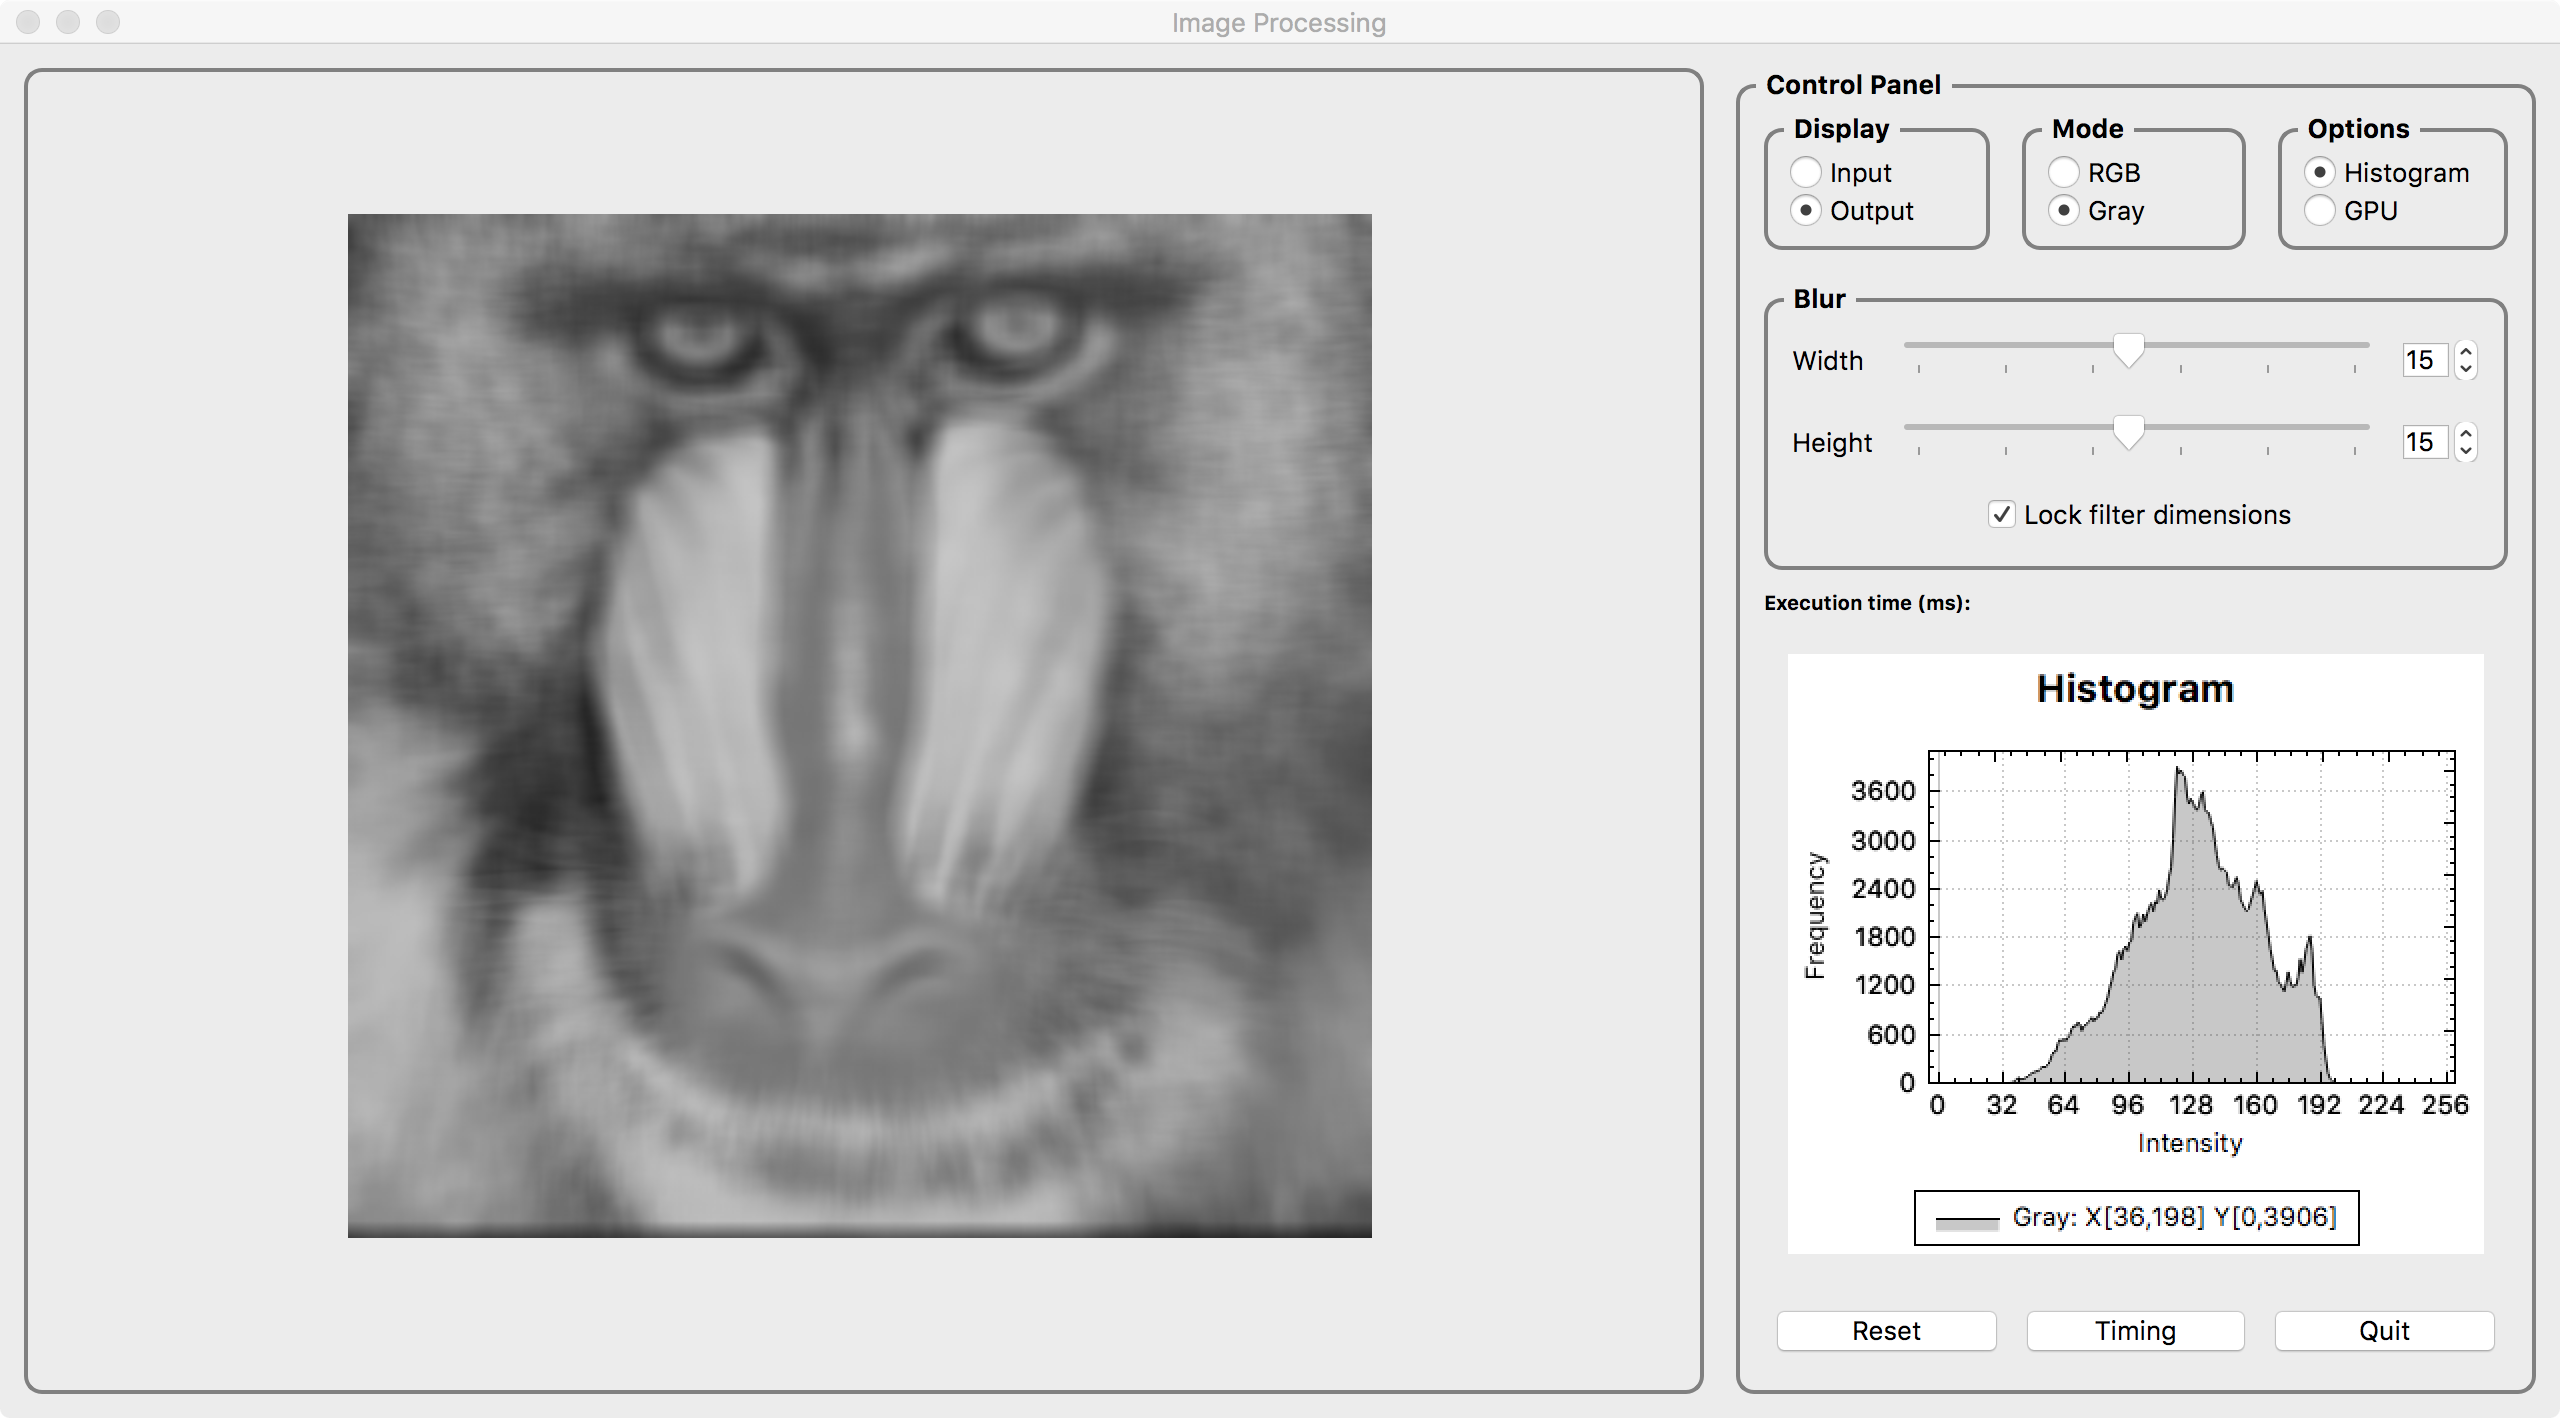 Image Processing
Control Panel
Display
Input
Output
Mode
RGB
Gray
Options
Histogram
GPU
Blur
Width
15
Height
15
Lock filter dimensions
Execution time (ms):
Histogram
Frequency
3600
3000
2400
1800
1200
600
0
0 32 64 96 128 160 192 224 256
Intensity
Gray: X[36,198] Y[0,3906]
Reset
Timing
Quit